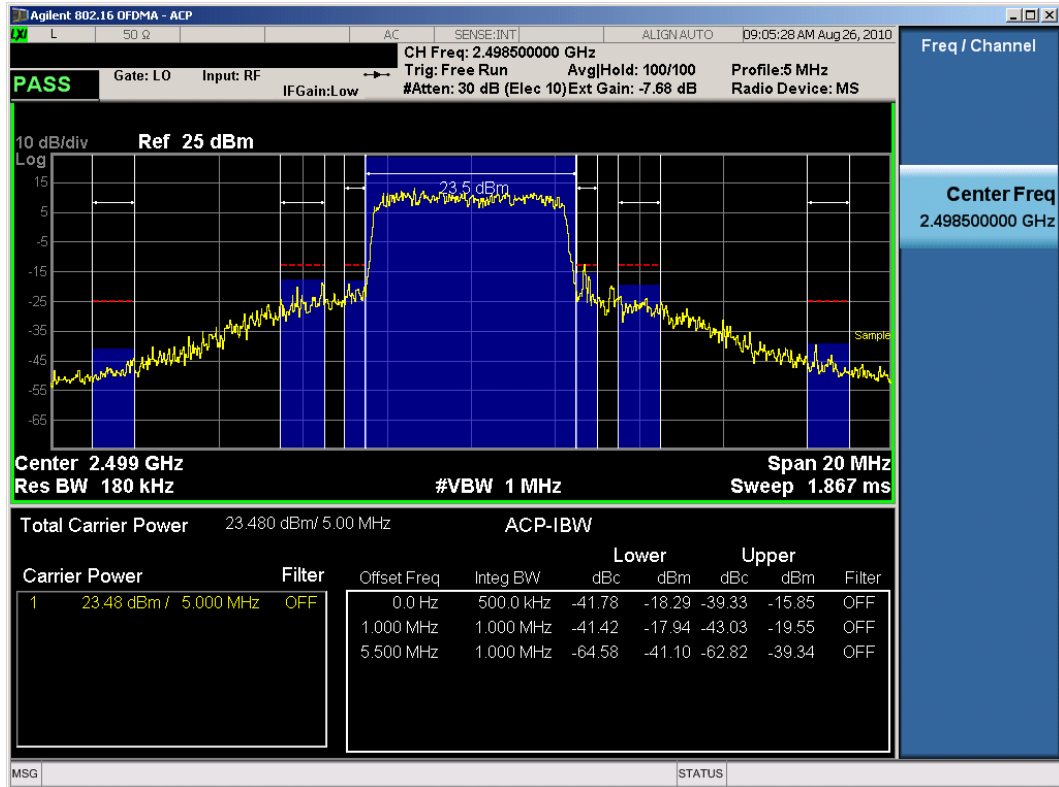 Agilent 802.16 OFDMA - ACP
LXI L 50 Ω AC SENSE:INT ALIGN AUTO 09:05:28 AM Aug 26, 2010
CH Freq: 2.498500000 GHz
PASS Gate: LO Input: RF Trig: Free Run Avg|Hold: 100/100 Profile:5 MHz
IFGain:Low #Atten: 30 dB (Elec 10) Ext Gain: -7.68 dB Radio Device: MS
Freq / Channel
Center Freq
2.498500000 GHz
10 dB/div Ref 25 dBm
Log
23.5 dBm
15
5
-5
-15
-25
-35
-45
-55
-65
Sample
Center 2.499 GHz Span 20 MHz
Res BW 180 kHz #VBW 1 MHz Sweep 1.867 ms
Total Carrier Power 23.480 dBm/ 5.00 MHz ACP-IBW
Lower Upper
Carrier Power Filter Offset Freq Integ BW dBc dBm dBc dBm Filter
1 23.48 dBm / 5.000 MHz OFF 0.0 Hz 500.0 kHz -41.78 -18.29 -39.33 -15.85 OFF
1.000 MHz 1.000 MHz -41.42 -17.94 -43.03 -19.55 OFF
5.500 MHz 1.000 MHz -64.58 -41.10 -62.82 -39.34 OFF
MSG STATUS